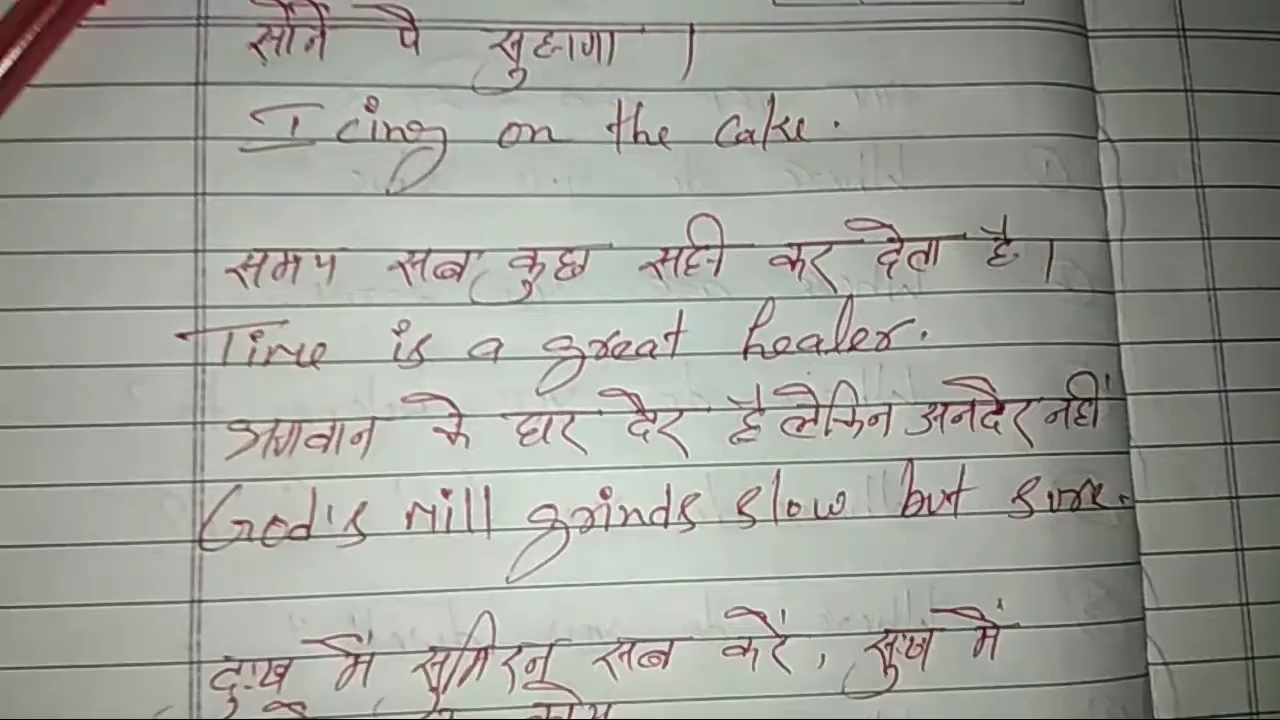 सोने पे सुहागा ।
Icing on the cake.
समय सब कुछ सही कर देता है ।
Time is a great healer.
भगवान के घर देर है लेकिन अनदेर नहीं
God's mill grinds slow but sure.
दुःख में सुमिरन सब करें, सुख में